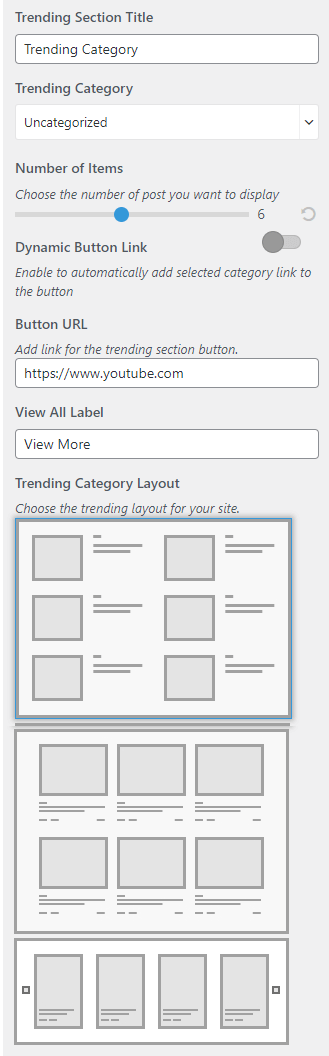 Trending Section Title
Trending Category
Trending Category
Uncategorized
Number of Items
Choose the number of post you want to display
6
Dynamic Button Link
Enable to automatically add selected category link to
the button
Button URL
Add link for the trending section button.
https://www.youtube.com
View All Label
View More
Trending Category Layout
Choose the trending layout for your site.